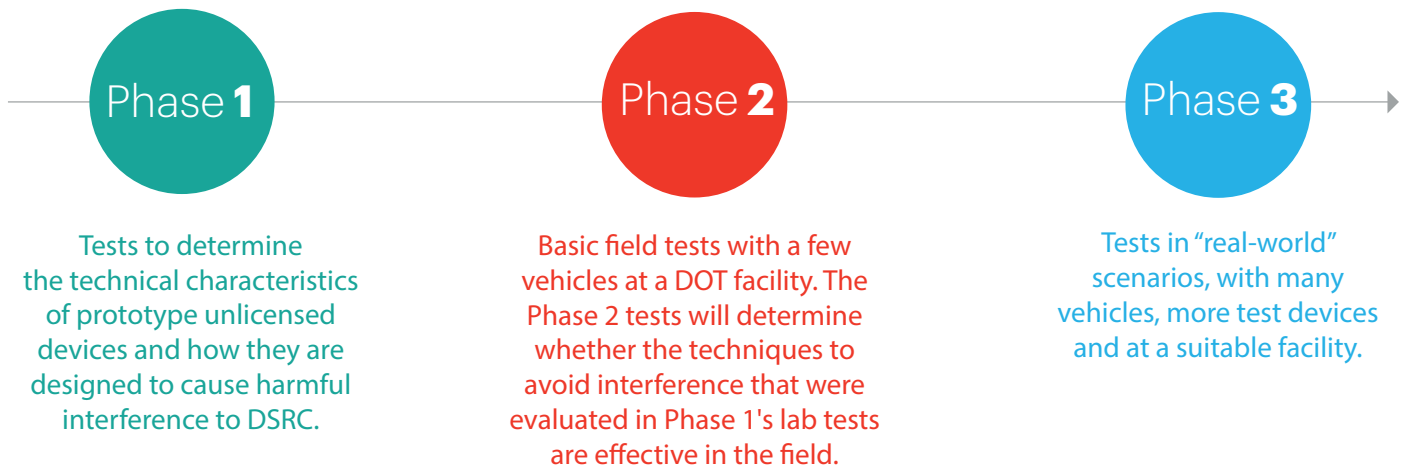 Phase 1
Tests to determine
the technical characteristics
of prototype unlicensed
devices and how they are
designed to cause harmful
interference to DSRC.
Phase 2
Basic field tests with a few
vehicles at a DOT facility. The
Phase 2 tests will determine
whether the techniques to
avoid interference that were
evaluated in Phase 1's lab tests
are effective in the field.
Phase 3
Tests in “real-world”
scenarios, with many
vehicles, more test devices
and at a suitable facility.